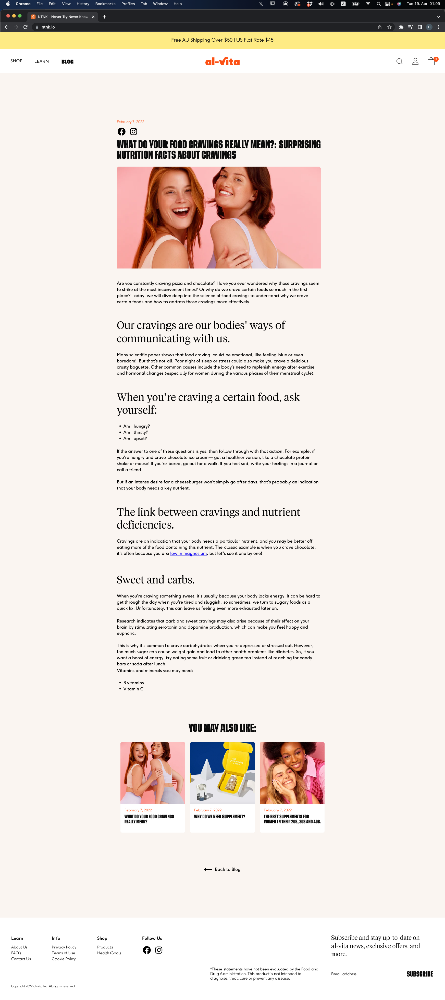 Chrome File Edit View History Bookmarks Profiles Tab Window Help
Tue 19. Apr 01:09
NTNK - Never Try Never Know
ntnk.io
Free AU Shipping Over $50 | US Flat Rate $45
SHOP LEARN BLOG
al-vita
3
February 7, 2022
WHAT DO YOUR FOOD CRAVINGS REALLY MEAN?: SURPRISING
NUTRITION FACTS ABOUT CRAVINGS
Are you constantly craving pizza and chocolate? Have you ever wondered why those cravings seem
to strike at the most inconvenient times? Or why do we crave certain foods so much in the first
place? Today, we will dive deep into the science of food cravings to understand why we crave
certain foods and how to address those cravings more effectively.
Our cravings are our bodies' ways of
communicating with us.
Many scientific paper shows that food craving could be emotional, like feeling blue or even
boredom! But that's not all. Poor night of sleep or stress could also make you crave a delicious
crusty baguette. Other common causes include the body's need to replenish energy after exercise
and hormonal changes (especially for women during the various phases of their menstrual cycle).
When you're craving a certain food, ask
yourself:
• Am I hungry?
• Am I thirsty?
• Am I upset?
If the answer to one of these questions is yes, then follow through with that action. For example, if
you're hungry and crave chocolate ice cream— get a healthier version, like a chocolate protein
shake or mouse! If you're bored, go out for a walk. If you feel sad, write your feelings in a journal or
call a friend.
But if an intense desire for a cheeseburger won't simply go after days, that's probably an indication
that your body needs a key nutrient.
The link between cravings and nutrient
deficiencies.
Cravings are an indication that your body needs a particular nutrient, and you may be better off
eating more of the food containing this nutrient. The classic example is when you crave chocolate:
it's often because you are low in magnesium, but let's see it one by one!
Sweet and carbs.
When you're craving something sweet, it's usually because your body lacks energy. It can be hard to
get through the day when you're tired and sluggish, so sometimes, we turn to sugary foods as a
quick fix. Unfortunately, this can leave us feeling even more exhausted later on.
Research indicates that carb and sweet cravings may also arise because of their effect on your
brain by stimulating serotonin and dopamine production, which can make you feel happy and
euphoric.
This is why it's common to crave carbohydrates when you're depressed or stressed out. However,
too much sugar can cause weight gain and lead to other health problems like diabetes. So, if you
want a boost of energy, try eating some fruit or drinking green tea instead of reaching for candy
bars or soda after lunch.
Vitamins and minerals you may need:
• B vitamins
• Vitamin C
YOU MAY ALSO LIKE:
February 7, 2022
WHAT DO YOUR FOOD CRAVINGS
REALLY MEAN?
February 7, 2022
WHY DO WE NEED SUPPLEMENT?
February 7, 2022
THE BEST SUPPLEMENTS FOR
WOMEN IN THEIR 20S, 30S AND 40S.
Back to Blog
Learn
About Us
FAQ's
Contact Us
Info
Privacy Policy
Terms of Use
Cookie Policy
Shop
Products
Health Goals
Follow Us
*These statements have not been evaluated by the Food and
Drug Administration. This product is not intended to
diagnose, treat, cure or prevent any disease.
Subscribe and stay up-to-date on
al-vita news, exclusive offers, and
more.
Email address SUBSCRIBE
Copyright 2022 al-vita Inc. All rights reserved.